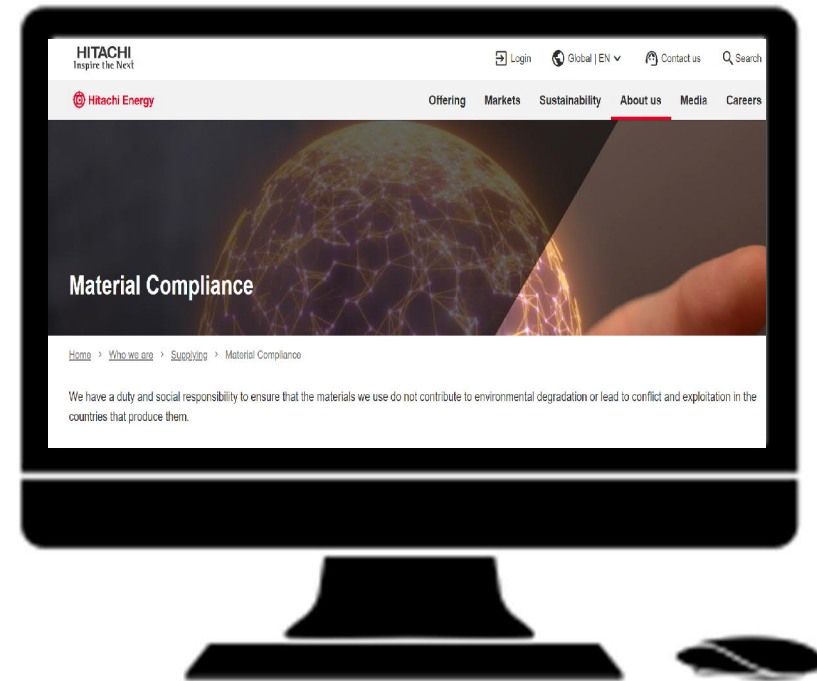 HITACHI
Inspire the Next
Login
Global | EN
Contact us
Search
Hitachi Energy
Offering
Markets
Sustainability
About us
Media
Careers
Material Compliance
Home > Who we are > Supplying > Material Compliance
We have a duty and social responsibility to ensure that the materials we use do not contribute to environmental degradation or lead to conflict and exploitation in the
countries that produce them.